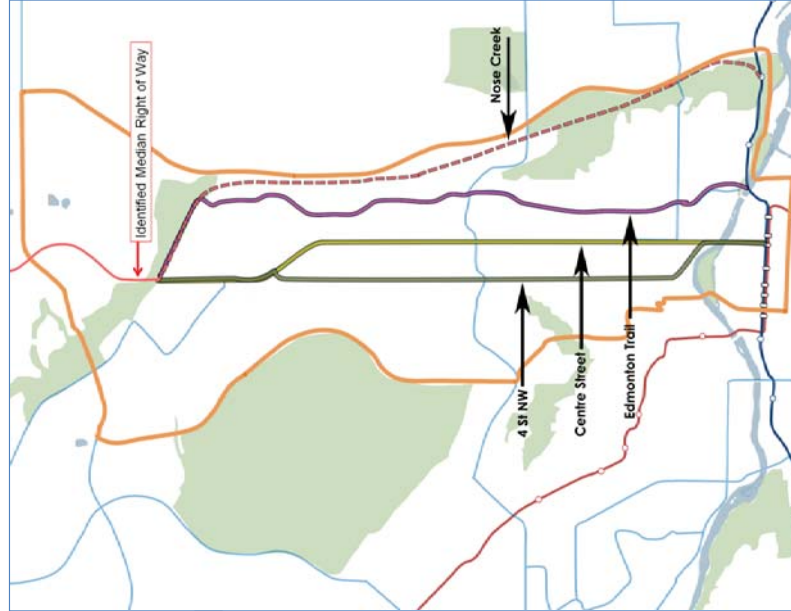 Identified Median Right of Way
Nose Creek
4 St NW
Centre Street
Edmonton Trail